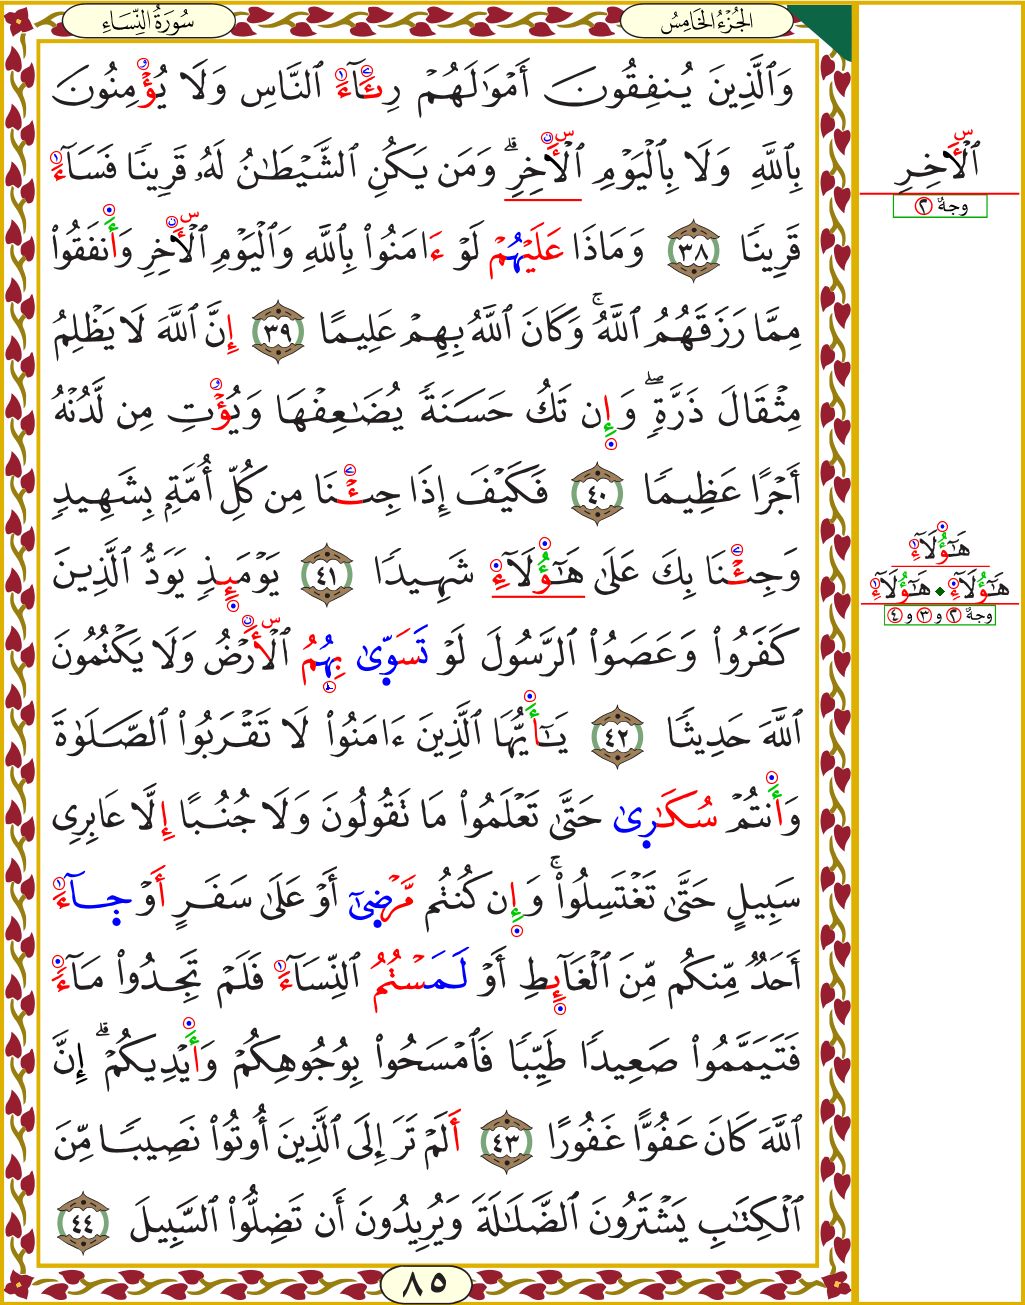 سُورَةُ النِّسَاءِ
الجُزْءُ الخَامِسُ
وَٱلَّذِينَ يُنفِقُونَ أَمْوَٰلَهُمْ رِئَآءَ ٱلنَّاسِ وَلَا يُؤْمِنُونَ
بِٱللَّهِ وَلَا بِٱلْيَوْمِ ٱلْأَخِرِ ۗ وَمَن يَكُنِ ٱلشَّيْطَٰنُ لَهُۥ قَرِينًا فَسَآءَ
قَرِينًا ٣٨ وَمَاذَا عَلَيْهُمْ لَوْ ءَامَنُوا۟ بِٱللَّهِ وَٱلْيَوْمِ ٱلْأَخِرِ وَأَنفَقُوا۟
مِمَّا رَزَقَهُمُ ٱللَّهُ ۚ وَكَانَ ٱللَّهُ بِهِمْ عَلِيمًا ٣٩ إِنَّ ٱللَّهَ لَا يَظْلِمُ
مِثْقَالَ ذَرَّةٍ ۖ وَإِن تَكُ حَسَنَةً يُضَٰعِفْهَا وَيُؤْتِ مِن لَّدُنْهُ
أَجْرًا عَظِيمًا ٤٠ فَكَيْفَ إِذَا جِئْنَا مِن كُلِّ أُمَّةٍۭ بِشَهِيدٍ
وَجِئْنَا بِكَ عَلَىٰ هَٰٓؤُلَآءِ شَهِيدًا ٤١ يَوْمَئِذٍ يَوَدُّ ٱلَّذِينَ
كَفَرُوا۟ وَعَصَوُا۟ ٱلرَّسُولَ لَوْ تَسَوَّىٰ بِهُمُ ٱلْأَرْضُ وَلَا يَكْتُمُونَ
ٱللَّهَ حَدِيثًا ٤٢ يَٰٓأَيُّهَا ٱلَّذِينَ ءَامَنُوا۟ لَا تَقْرَبُوا۟ ٱلصَّلَوٰةَ
وَأَنتُمْ سُكَٰرَىٰ حَتَّىٰ تَعْلَمُوا۟ مَا تَقُولُونَ وَلَا جُنُبًا إِلَّا عَابِرِى
سَبِيلٍ حَتَّىٰ تَغْتَسِلُوا۟ ۚ وَإِن كُنتُم مَّرْضَىٰٓ أَوْ عَلَىٰ سَفَرٍ أَوْ جَآءَ
أَحَدٌ مِّنكُم مِّنَ ٱلْغَآئِطِ أَوْ لَمَسْتُمُ ٱلنِّسَآءَ فَلَمْ تَجِدُوا۟ مَآءً
فَتَيَمَّمُوا۟ صَعِيدًا طَيِّبًا فَٱمْسَحُوا۟ بِوُجُوهِكُمْ وَأَيْدِيكُمْ ۗ إِنَّ
ٱللَّهَ كَانَ عَفُوًّا غَفُورًا ٤٣ أَلَمْ تَرَ إِلَى ٱلَّذِينَ أُوتُوا۟ نَصِيبًا مِّنَ
ٱلْكِتَٰبِ يَشْتَرُونَ ٱلضَّلَٰلَةَ وَيُرِيدُونَ أَن تَضِلُّوا۟ ٱلسَّبِيلَ ٤٤
٨٥
ٱلْأَخِرِ
وجهٌ ٢
هَٰٓؤُلَآءِ
هَٰٓؤُلَآءِ ♦ هَٰٓؤُلَآءِ
وجهٌ ٢ و ٣ و ٤